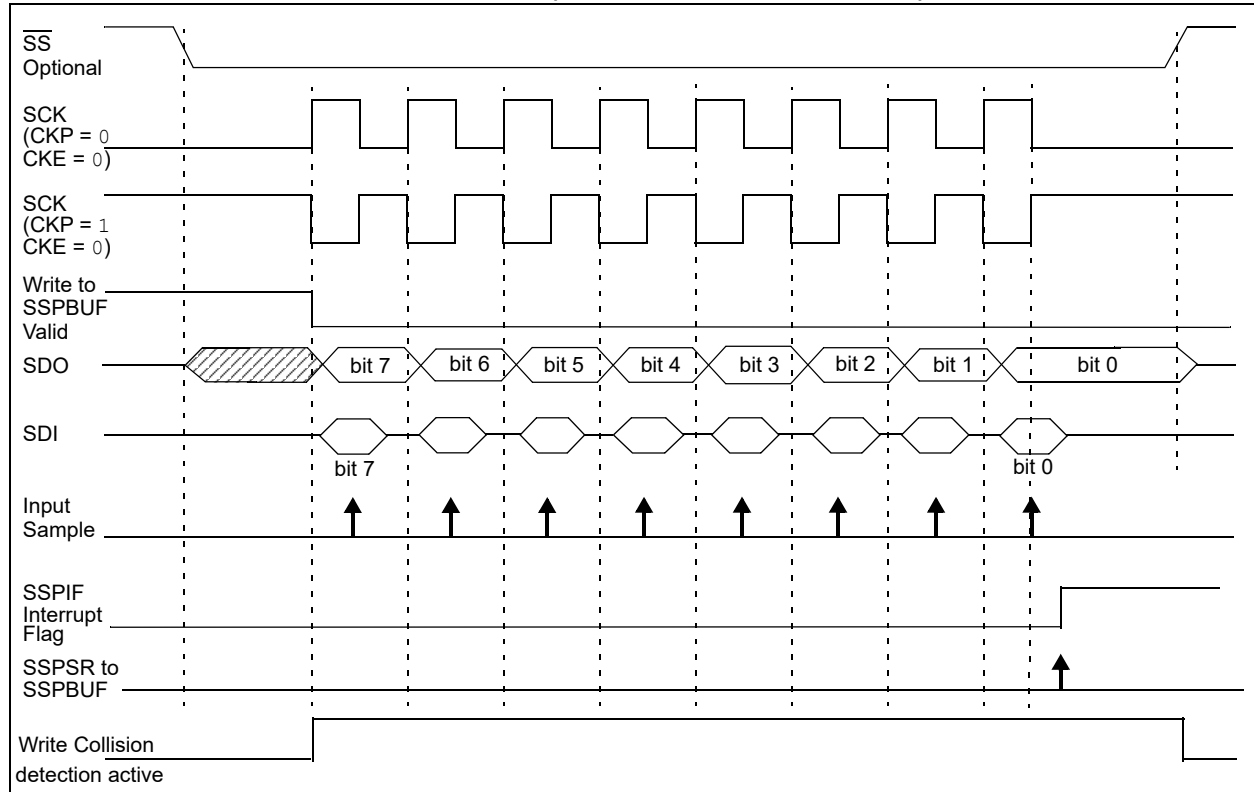 SS
Optional
SCK
(CKP = 0
CKE = 0)
SCK
(CKP = 1
CKE = 0)
Write to
SSPBUF
Valid
SDO
bit 7 bit 6 bit 5 bit 4 bit 3 bit 2 bit 1 bit 0
SDI
bit 7 bit 0
Input
Sample
SSPIF
Interrupt
Flag
SSPSR to
SSPBUF
Write Collision
detection active